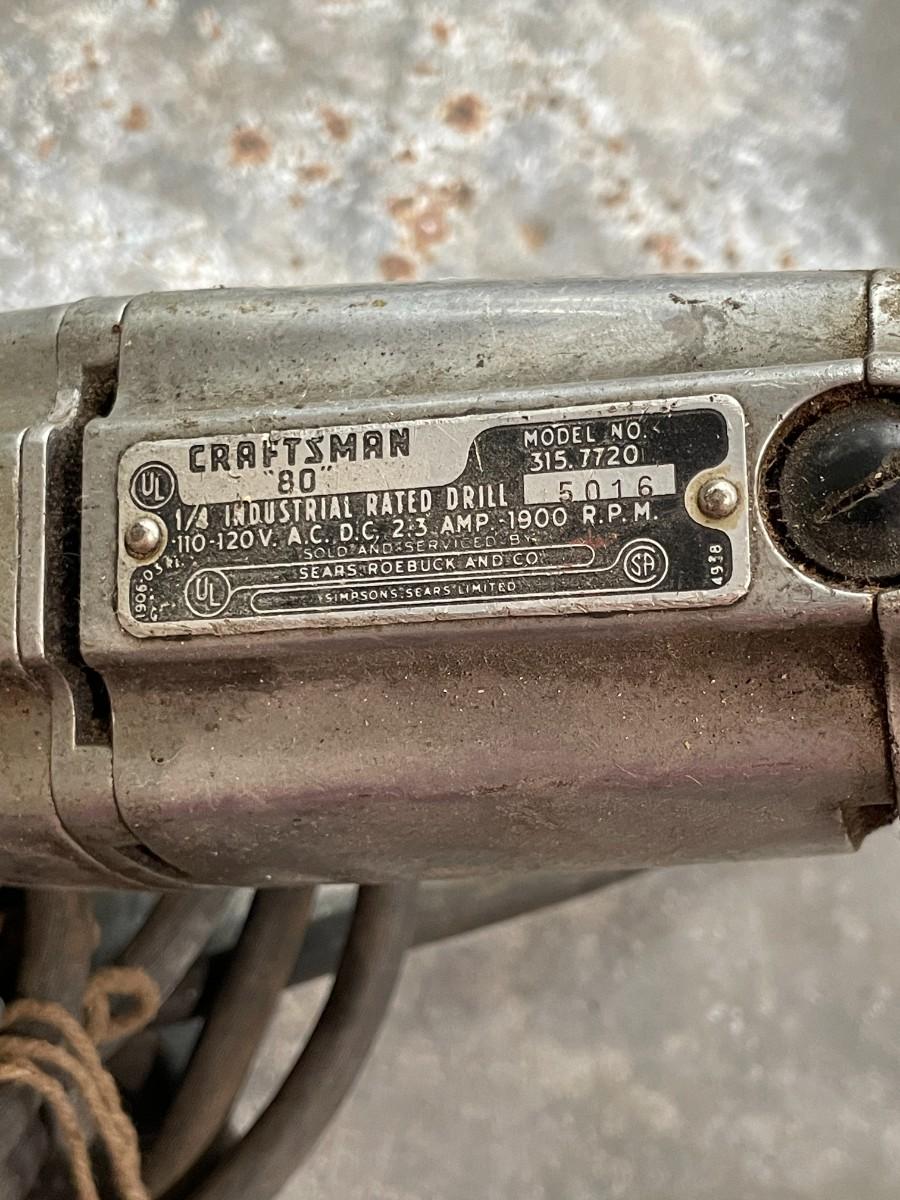 CRAFTSMAN
"80"
MODEL NO.
315.7720
5016
UL
1/4 INDUSTRIAL RATED DRILL
110-120V. A.C. D.C. 2.3 AMP. 1900 R.P.M.
SOLD AND SERVICED BY
SEARS, ROEBUCK AND CO.
SIMPSONS-SEARS LIMITED
UL
SA